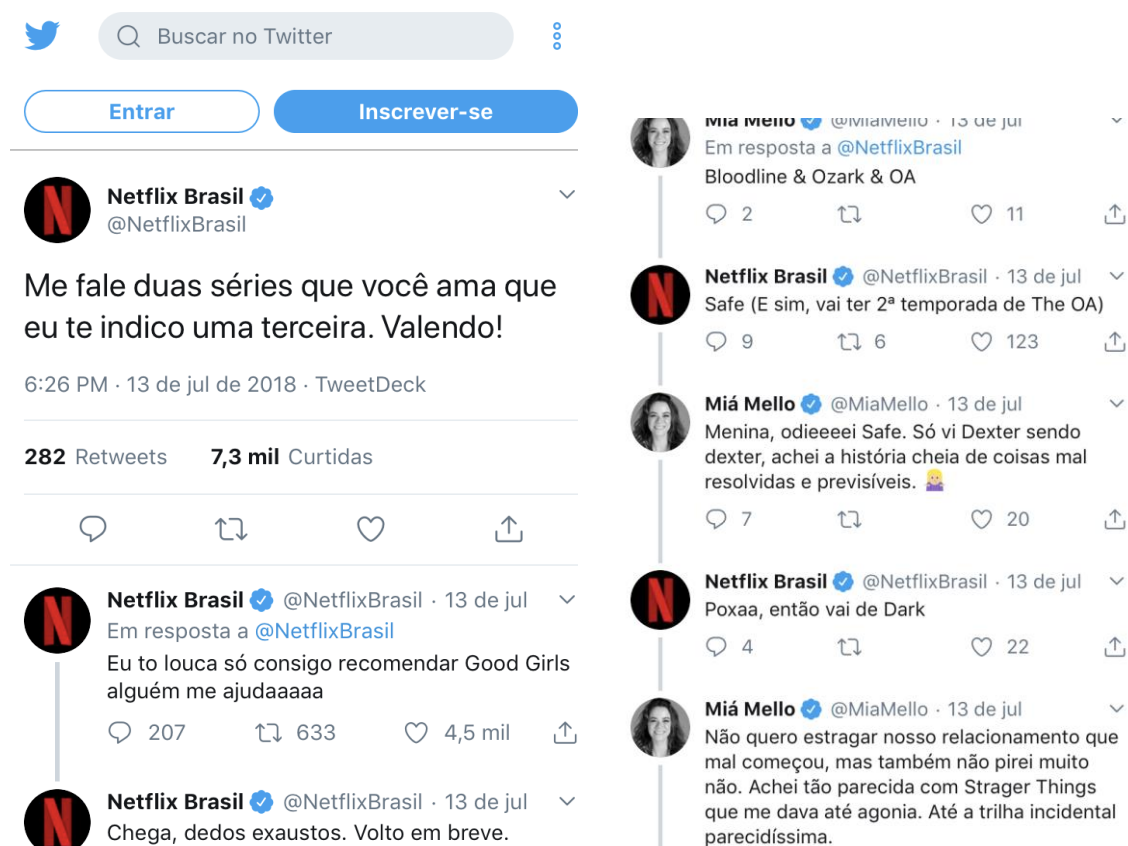 Buscar no Twitter
Entrar
Inscrever-se
Netflix Brasil
@NetflixBrasil
Me fale duas séries que você ama que
eu te indico uma terceira. Valendo!
6:26 PM · 13 de jul de 2018 · TweetDeck
282 Retweets 7,3 mil Curtidas
Netflix Brasil @NetflixBrasil · 13 de jul
Em resposta a @NetflixBrasil
Eu to louca só consigo recomendar Good Girls
alguém me ajudaaaaa
207 633 4,5 mil
Netflix Brasil @NetflixBrasil · 13 de jul
Chega, dedos exaustos. Volto em breve.
Miá Mello @MiaMello · 13 de jul
Em resposta a @NetflixBrasil
Bloodline & Ozark & OA
2 11
Netflix Brasil @NetflixBrasil · 13 de jul
Safe (E sim, vai ter 2ª temporada de The OA)
9 6 123
Miá Mello @MiaMello · 13 de jul
Menina, odieeeei Safe. Só vi Dexter sendo
dexter, achei a história cheia de coisas mal
resolvidas e previsíveis.
7 20
Netflix Brasil @NetflixBrasil · 13 de jul
Poxaa, então vai de Dark
4 22
Miá Mello @MiaMello · 13 de jul
Não quero estragar nosso relacionamento que
mal começou, mas também não pirei muito
não. Achei tão parecida com Strager Things
que me dava até agonia. Até a trilha incidental
parecidíssima.